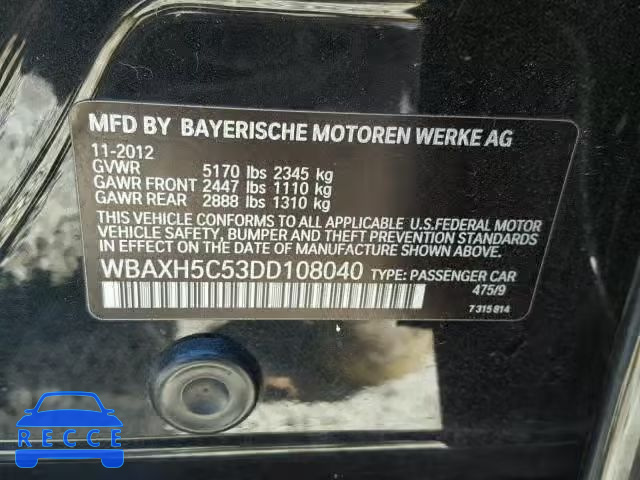 MFD BY BAYERISCHE MOTOREN WERKE AG
11-2012
GVWR 5170 lbs 2345 kg
GAWR FRONT 2447 lbs 1110 kg
GAWR REAR 2888 lbs 1310 kg
THIS VEHICLE CONFORMS TO ALL APPLICABLE U.S.FEDERAL MOTOR
VEHICLE SAFETY, BUMPER AND THEFT PREVENTION STANDARDS IN
EFFECT ON THE DATE OF MANUFACTURE SHOWN ABOVE.
WBAXH5C53DD108040 TYPE: PASSENGER CAR
475/9
7 315 814
RECCE